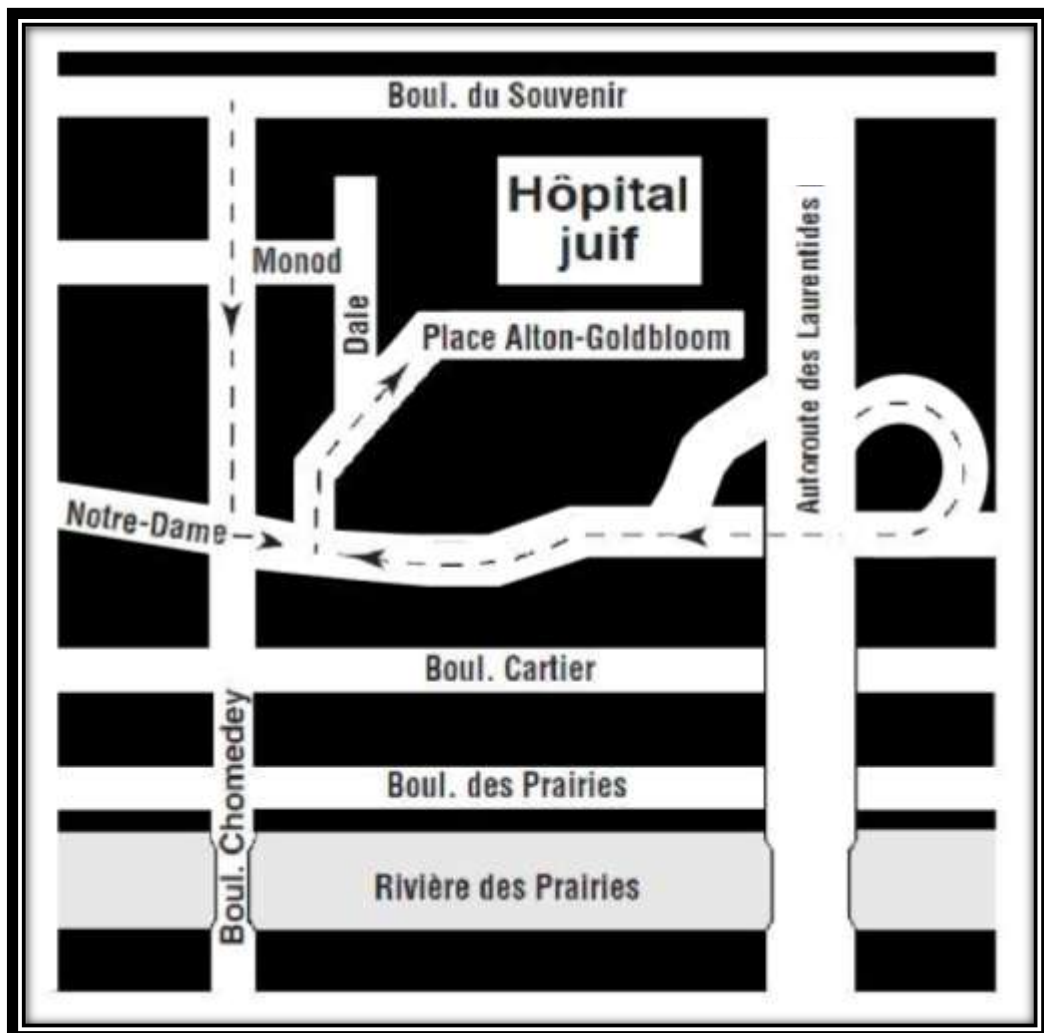 Boul. du Souvenir
Hôpital
juif
Monod
Dale
Place Alton-Goldbloom
Autoroute des Laurentides
Notre-Dame
Boul. Cartier
Boul. Chomedey
Boul. des Prairies
Rivière des Prairies